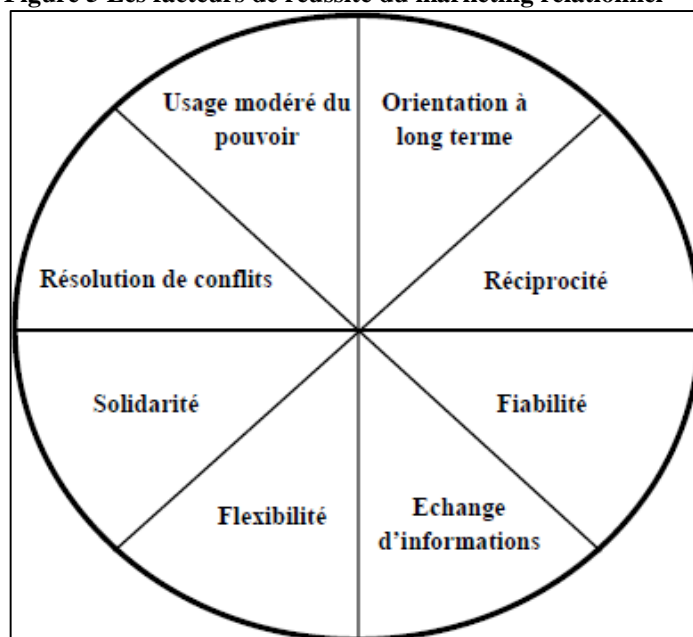 Figure 3 Les facteurs de réussite du marketing relationnel
Usage modéré du
pouvoir
Orientation à
long terme
Résolution de conflits
Réciprocité
Solidarité
Fiabilité
Flexibilité
Echange
d’informations